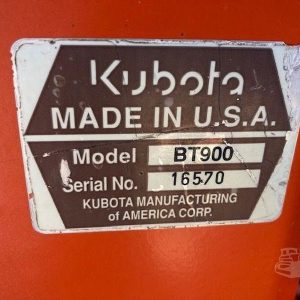 Kubota
MADE IN U.S.A.
Model BT900
Serial No. 16570
KUBOTA MANUFACTURING
of AMERICA CORP.